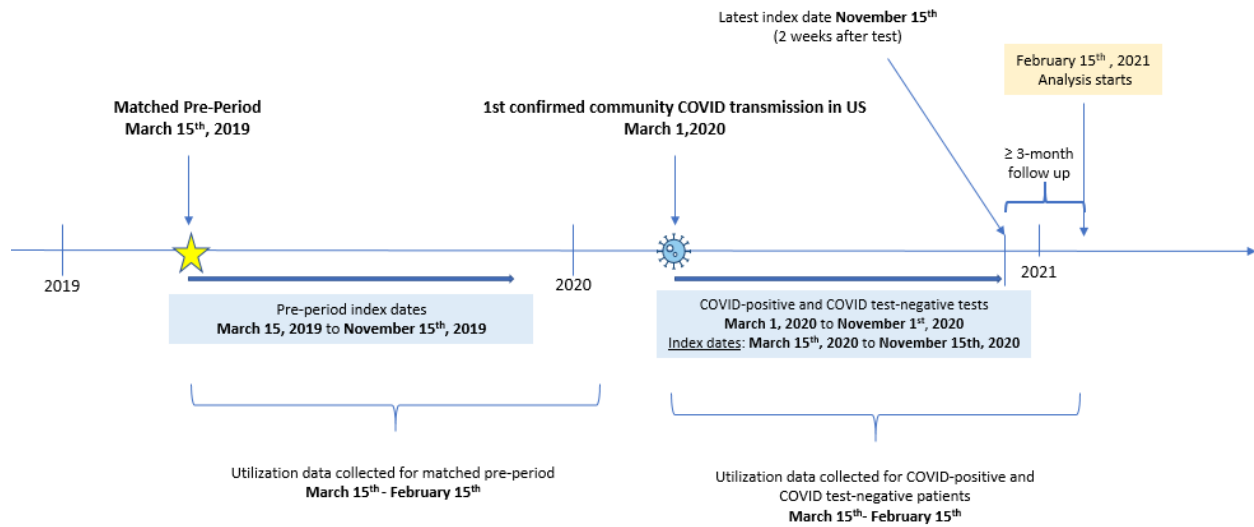 Latest index date November 15th
(2 weeks after test)
February 15th , 2021
Analysis starts
Matched Pre-Period
March 15th, 2019
1st confirmed community COVID transmission in US
March 1,2020
≥ 3-month
follow up
2019
2020
2021
Pre-period index dates
March 15, 2019 to November 15th, 2019
COVID-positive and COVID test-negative tests
March 1, 2020 to November 1st, 2020
Index dates: March 15th, 2020 to November 15th, 2020
Utilization data collected for matched pre-period
March 15th - February 15th
Utilization data collected for COVID-positive and
COVID test-negative patients
March 15th- February 15th